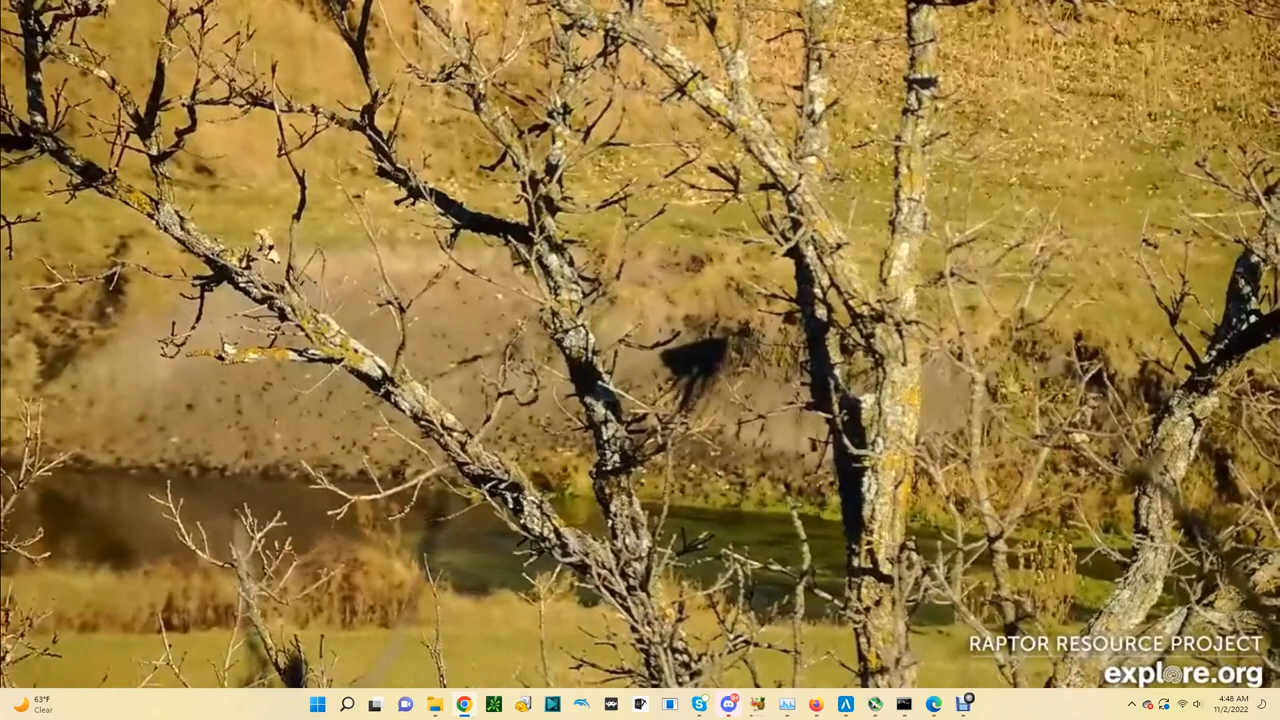 RAPTOR RESOURCE PROJECT
explore.org
63°F
Clear
4:48 AM
11/2/2022